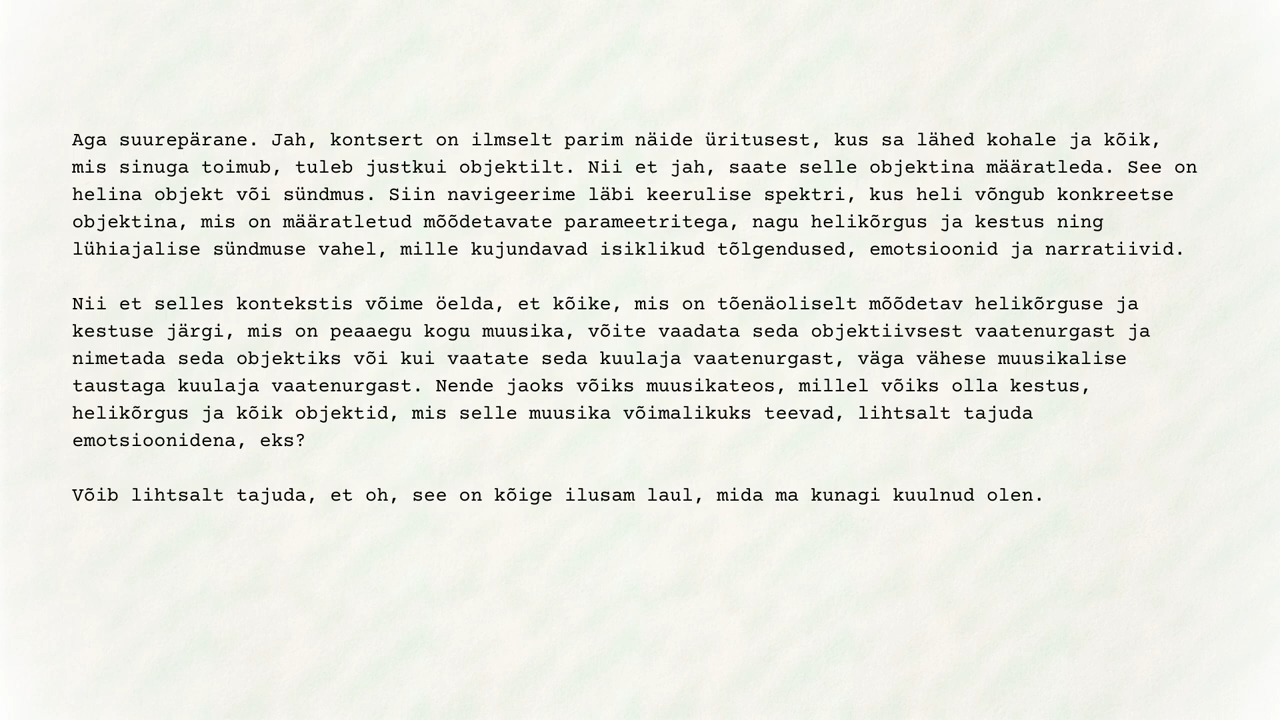 Aga suurepärane. Jah, kontsert on ilmselt parim näide üritusest, kus sa lähed kohale ja kõik,
mis sinuga toimub, tuleb justkui objektilt. Nii et jah, saate selle objektina määratleda. See on
helina objekt või sündmus. Siin navigeerime läbi keerulise spektri, kus heli võngub konkreetse
objektina, mis on määratletud mõõdetavate parameetritega, nagu helikõrgus ja kestus ning
lühiajalise sündmuse vahel, mille kujundavad isiklikud tõlgendused, emotsioonid ja narratiivid.
Nii et selles kontekstis võime öelda, et kõike, mis on tõenäoliselt mõõdetav helikõrguse ja
kestuse järgi, mis on peaaegu kogu muusika, võite vaadata seda objektiivsest vaatenurgast ja
nimetada seda objektiks või kui vaatate seda kuulaja vaatenurgast, väga vähese muusikalise
taustaga kuulaja vaatenurgast. Nende jaoks võiks muusikateos, millel võiks olla kestus,
helikõrgus ja kõik objektid, mis selle muusika võimalikuks teevad, lihtsalt tajuda
emotsioonidena, eks?
Võib lihtsalt tajuda, et oh, see on kõige ilusam laul, mida ma kunagi kuulnud olen.